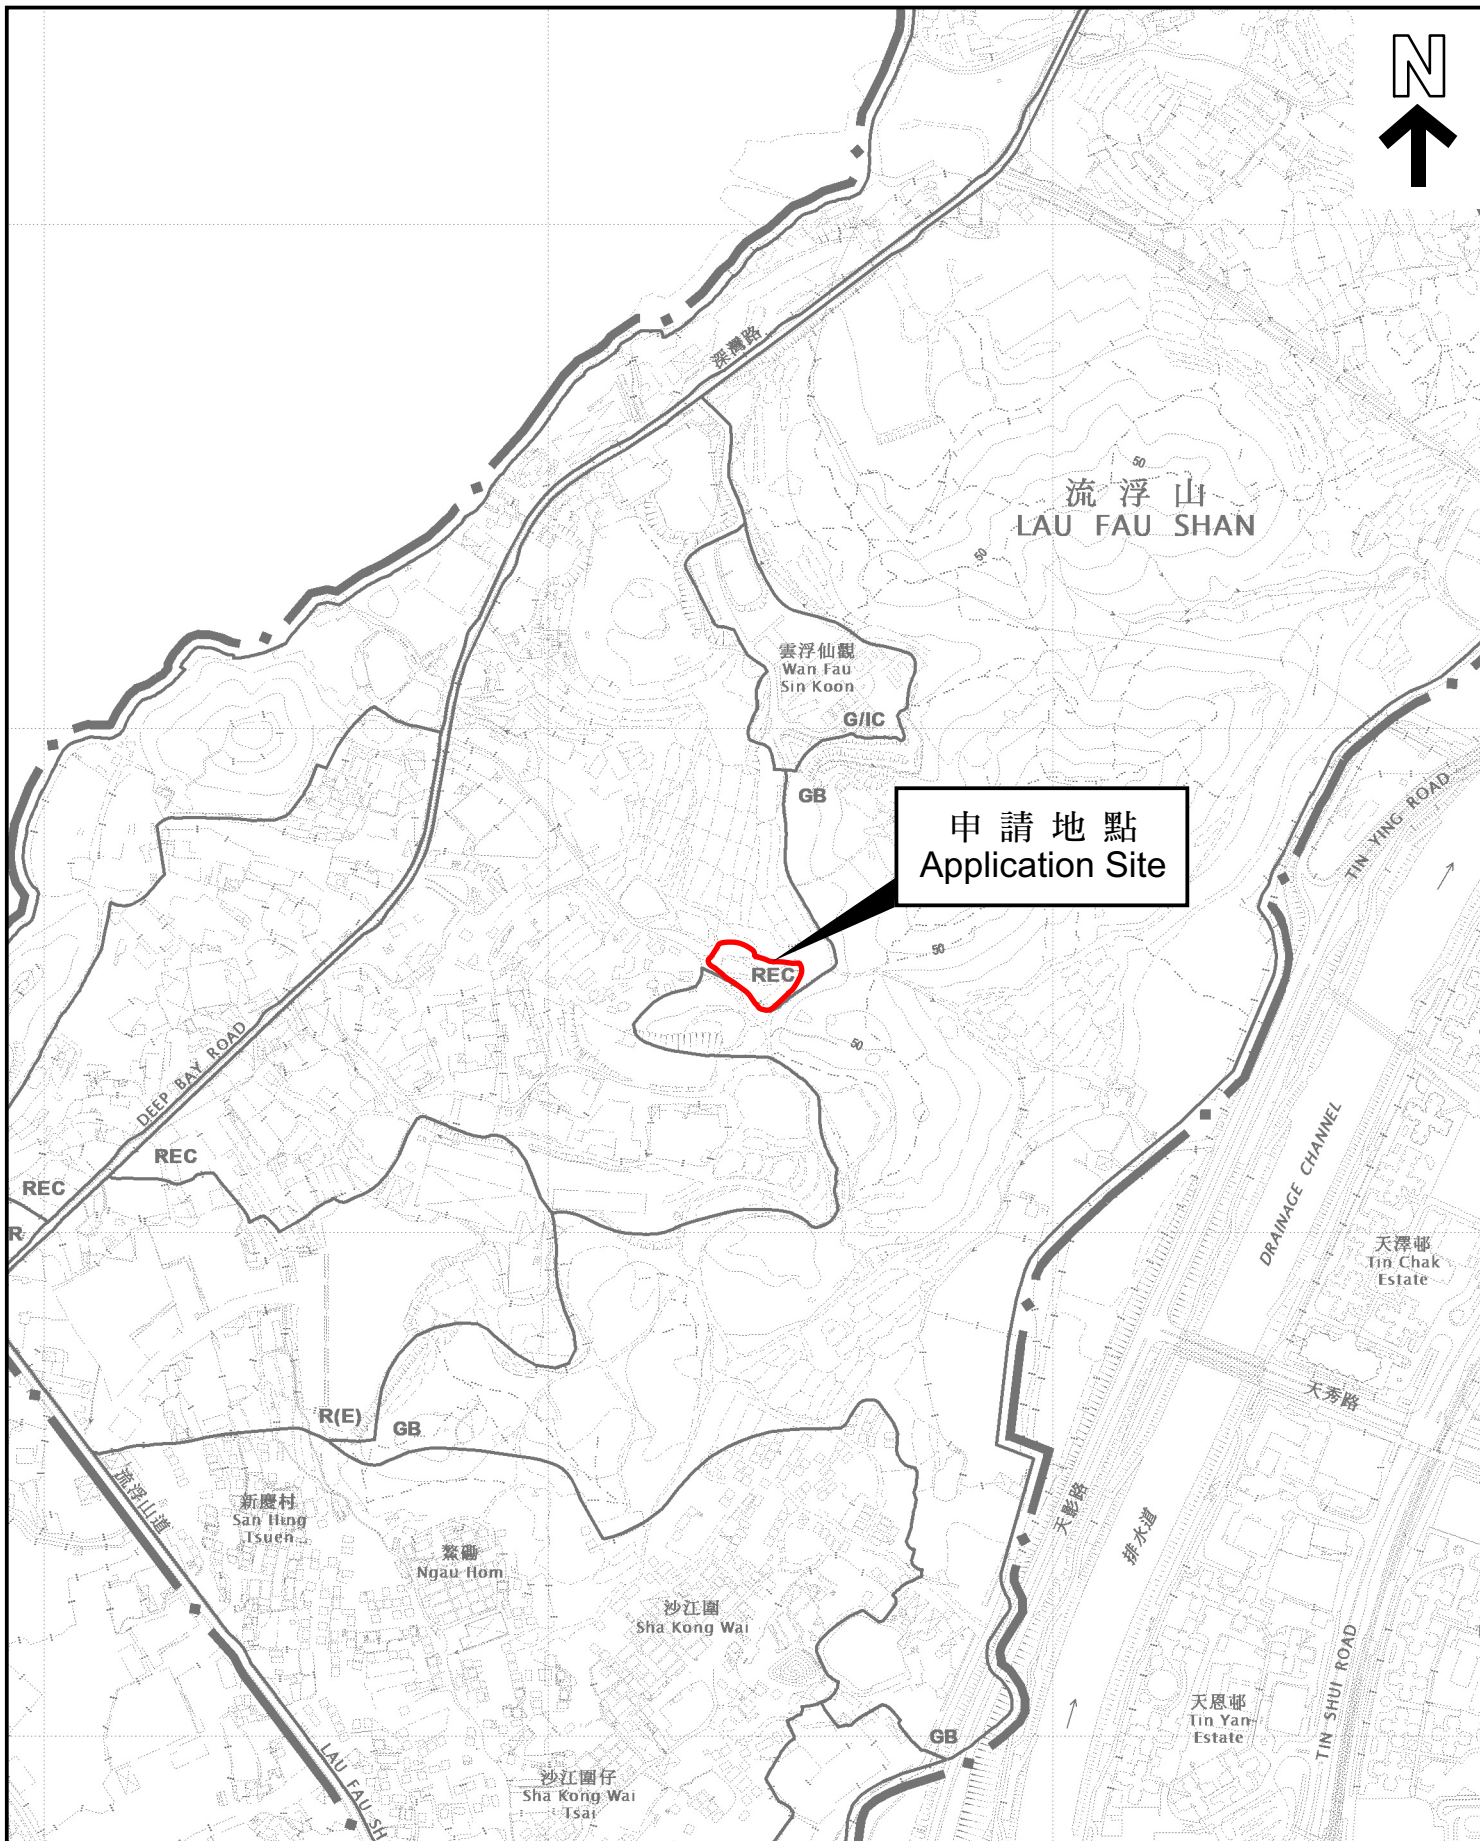 N
深灣路
50
流浮山
LAU FAU SHAN
50
雲浮仙觀
Wan Fau
Sin Koon
G/IC
GB
申請地點
Application Site
TIN YING ROAD
50
REC
50
DEEP BAY ROAD
REC
REC
R
DRAINAGE CHANNEL
天澤邨
Tin Chak
Estate
天秀路
R(E)
GB
流浮山道
新慶村
San Hing
Tsuen
鰲磡
Ngau Hom
天影路
排水道
沙江圍
Sha Kong Wai
TIN SHUI ROAD
天恩邨
Tin Yan
Estate
GB
LAU FAU SH
沙江圍仔
Sha Kong Wai
Tsai